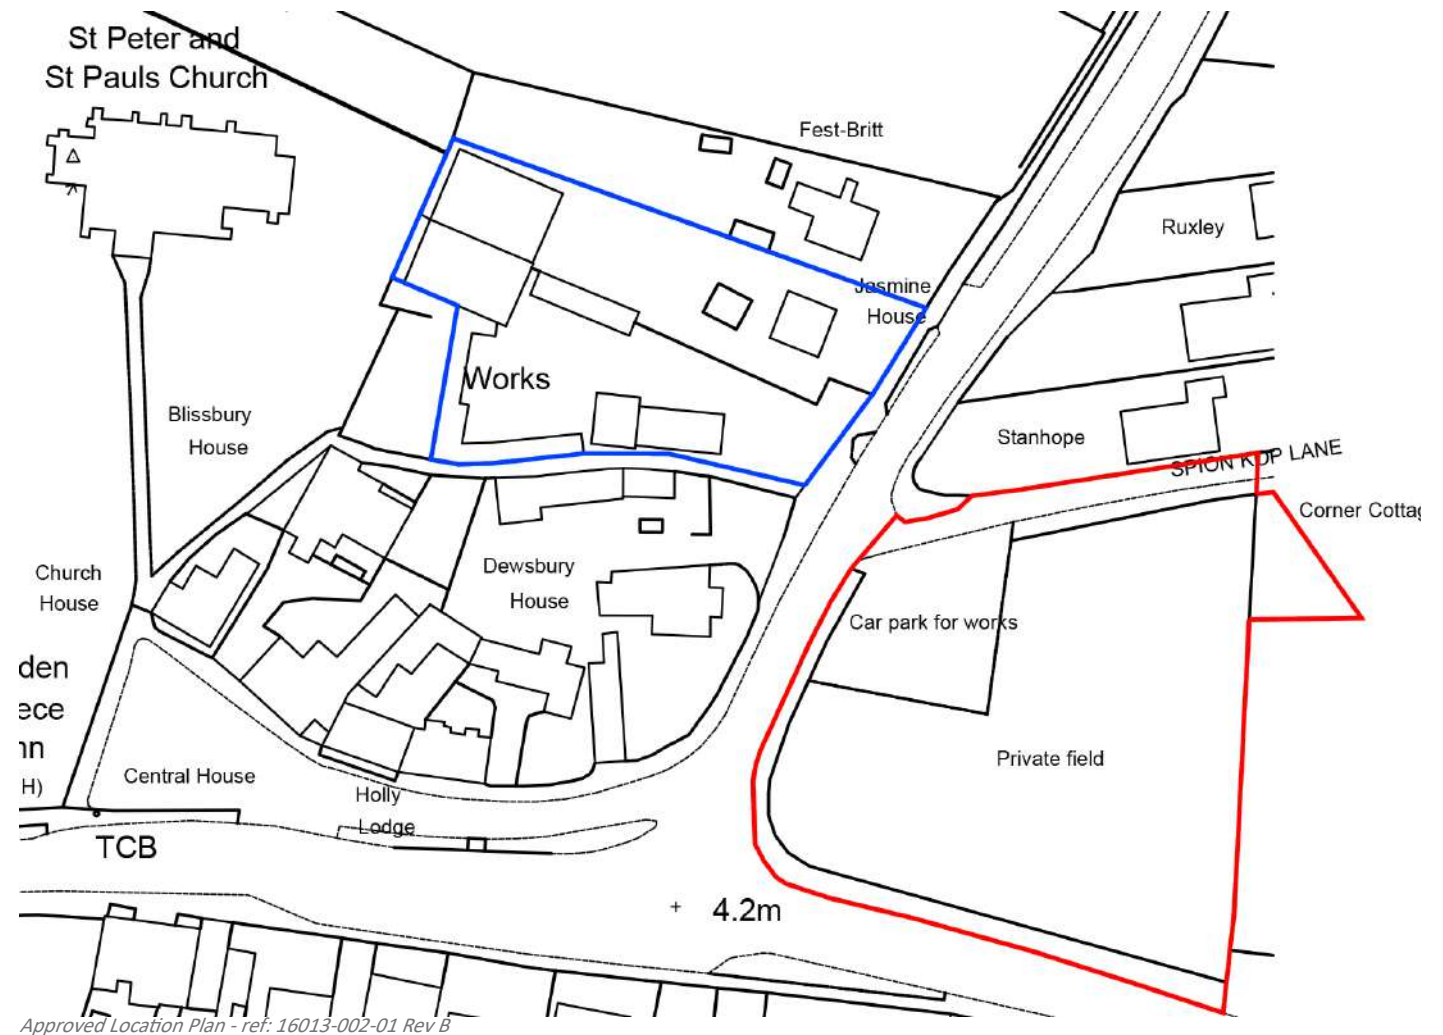 St Peter and
St Pauls Church
Fest-Britt
Ruxley
Jasmine
House
Works
Blissbury
House
Stanhope
SPION KOP LANE
Corner Cottag
Church
House
Dewsbury
House
Car park for works
den
ece
nn
H)
Central House
Holly
Lodge
Private field
TCB
+ 4.2m
Approved Location Plan - ref: 16013-002-01 Rev B